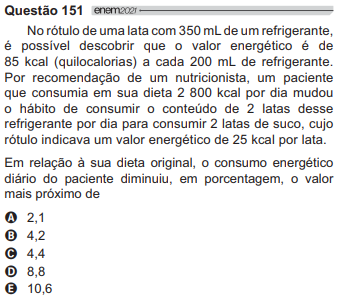 Questão 151 enem2021
No rótulo de uma lata com 350 mL de um refrigerante,
é possível descobrir que o valor energético é de
85 kcal (quilocalorias) a cada 200 mL de refrigerante.
Por recomendação de um nutricionista, um paciente
que consumia em sua dieta 2 800 kcal por dia mudou
o hábito de consumir o conteúdo de 2 latas desse
refrigerante por dia para consumir 2 latas de suco, cujo
rótulo indicava um valor energético de 25 kcal por lata.
Em relação à sua dieta original, o consumo energético
diário do paciente diminuiu, em porcentagem, o valor
mais próximo de
A 2,1
B 4,2
C 4,4
D 8,8
E 10,6